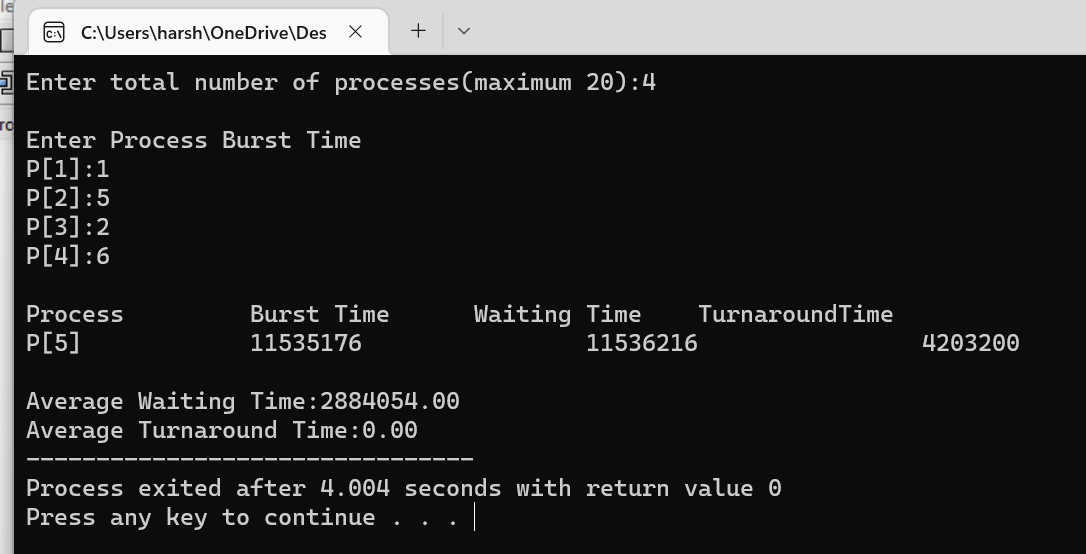 le
C:\Users\harsh\OneDrive\Des
Enter total number of processes(maximum 20):4
Enter Process Burst Time
P[1]:1
P[2]:5
P[3]:2
P[4]:6
Process Burst Time Waiting Time TurnaroundTime
P[5] 11535176 11536216 4203200
Average Waiting Time:2884054.00
Average Turnaround Time:0.00
--------------------------------
Process exited after 4.004 seconds with return value 0
Press any key to continue . . .